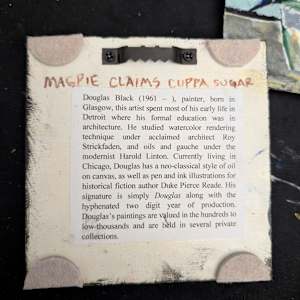 MAGPIE CLAIMS CUPPA SUGAR
Douglas Black (1961 – ), painter, born in
Glasgow, this artist spent most of his early life in
Detroit where his formal education was in
architecture. He studied watercolor rendering
technique under acclaimed architect Roy
Strickfaden, and oils and gauche under the
modernist Harold Linton. Currently living in
Chicago, Douglas has a neo-classical style of oil
on canvas, as well as pen and ink illustrations for
historical fiction author Duke Pierce Reade. His
signature is simply Douglas along with the
hyphenated two digit year of production.
Douglas's paintings are valued in the hundreds to
low-thousands and are held in several private
collections.